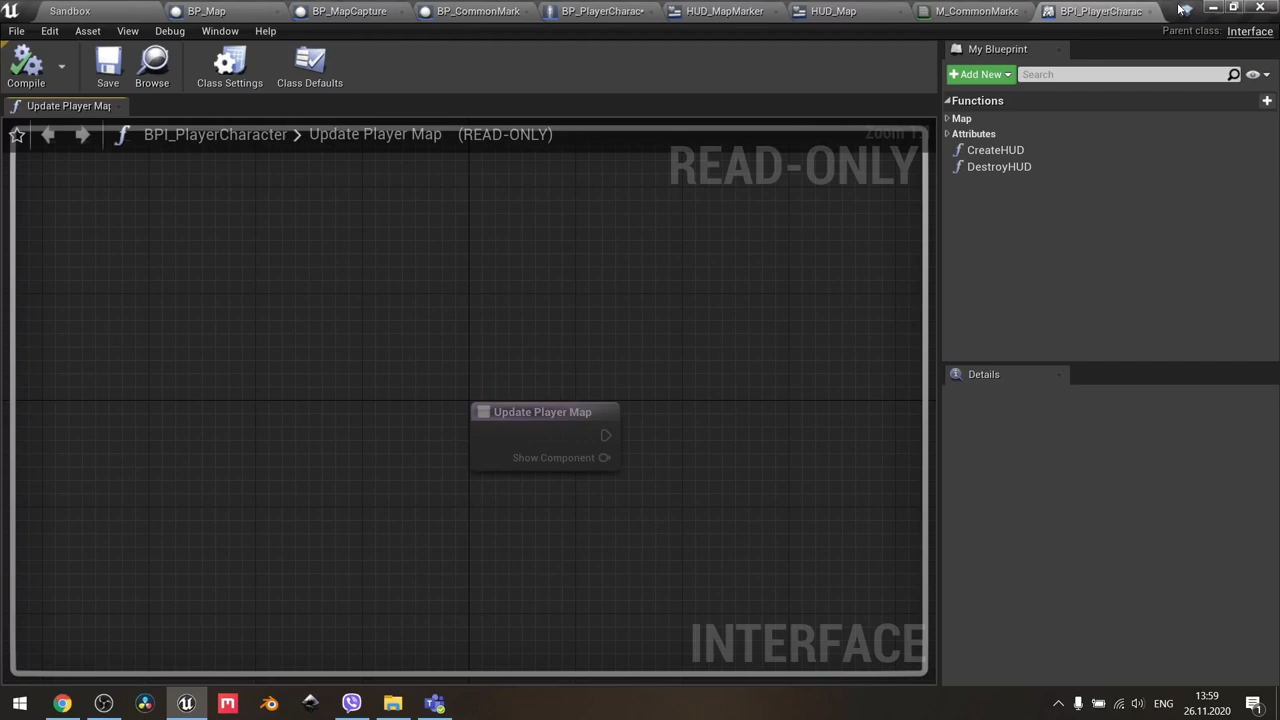 Sandbox BP_Map BP_MapCapture BP_CommonMark BP_PlayerCharac• HUD_MapMarker HUD_Map M_CommonMarke BPI_PlayerCharac
File Edit Asset View Debug Window Help Parent class: Interface
My Blueprint
Add New Search
Compile Save Browse Class Settings Class Defaults
Functions
Update Player Map
Map
BPI_PlayerCharacter > Update Player Map (READ-ONLY)
Attributes
CreateHUD
READ-ONLY
DestroyHUD
Details
Update Player Map
Show Component
INTERFACE
ENG
13:59
26.11.2020
1